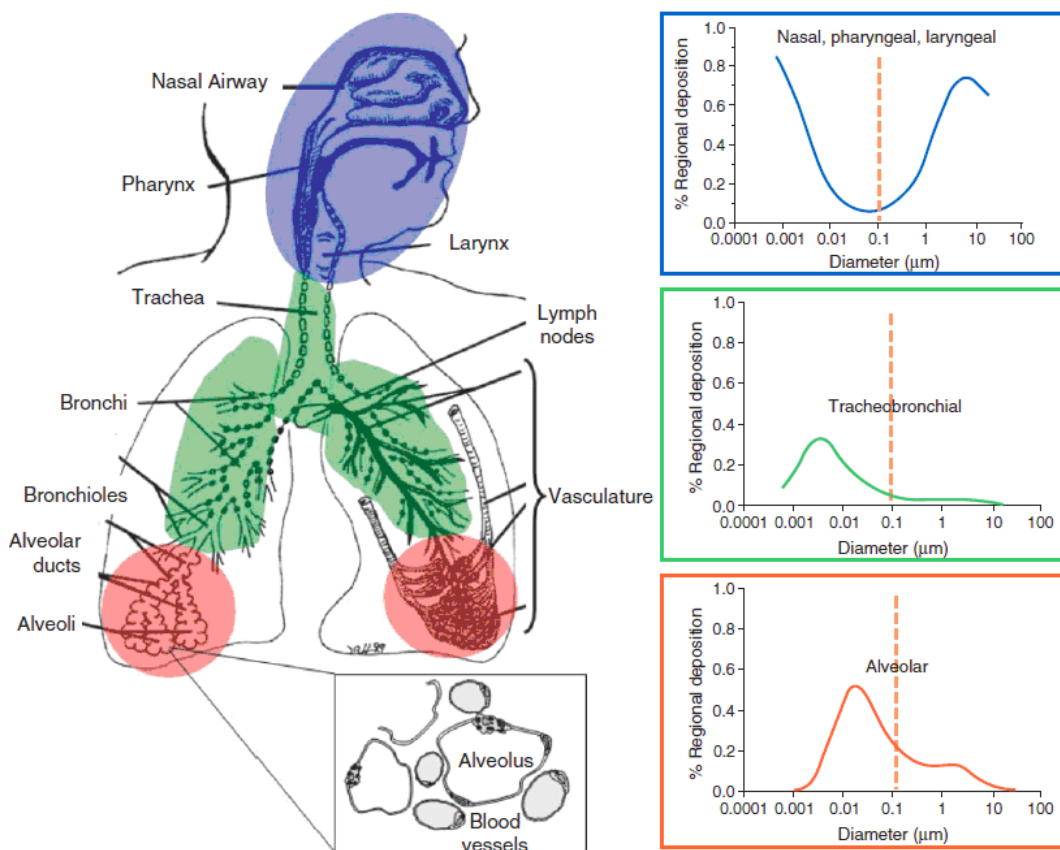 Nasal Airway
Pharynx
Larynx
Trachea
Lymph
nodes
Bronchi
Bronchioles
Vasculature
Alveolar
ducts
Alveoli
Alveolus
Blood
vessels
Nasal, pharyngeal, laryngeal
% Regional deposition
1.0
0.8
0.6
0.4
0.2
0.0
0.0001 0.001 0.01 0.1 1 10 100
Diameter (μm)
Tracheobronchial
% Regional deposition
1.0
0.8
0.6
0.4
0.2
0.0
0.0001 0.001 0.01 0.1 1 10 100
Diameter (μm)
Alveolar
% Regional deposition
1.0
0.8
0.6
0.4
0.2
0.0
0.0001 0.001 0.01 0.1 1 10 100
Diameter (μm)